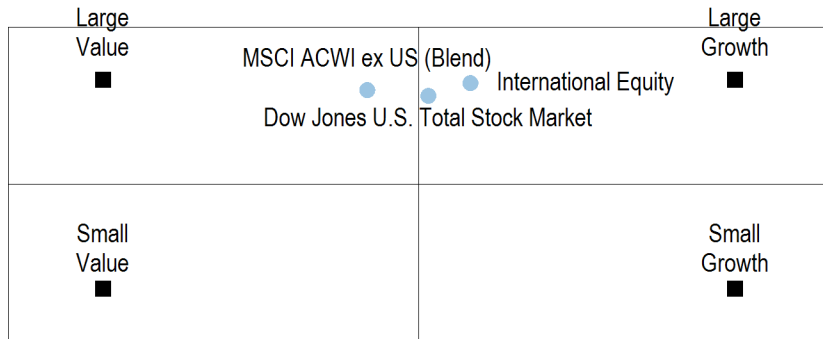 Large
Value
Large
Growth
MSCI ACWI ex US (Blend)
International Equity
Dow Jones U.S. Total Stock Market
Small
Value
Small
Growth